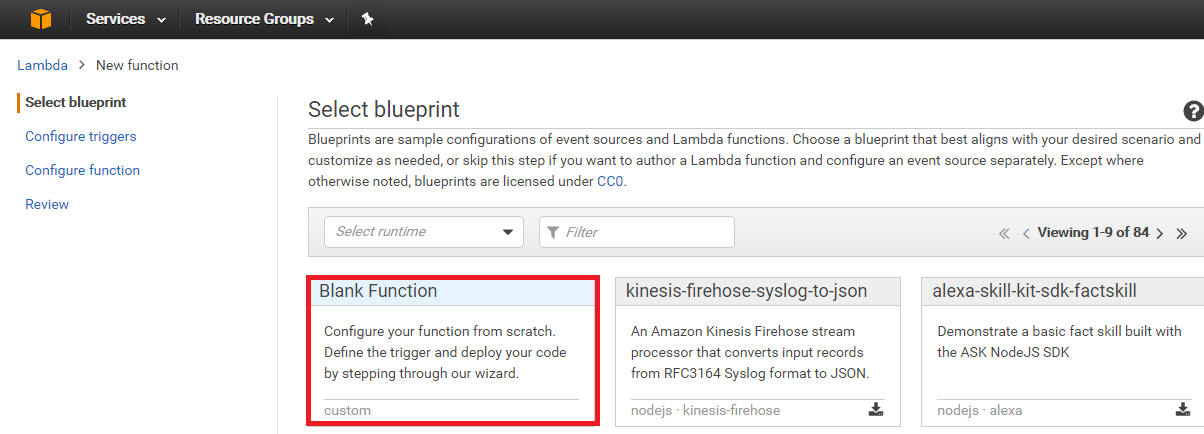 Services
Resource Groups
Lambda > New function
Select blueprint
Configure triggers
Configure function
Review
Select blueprint
?
Blueprints are sample configurations of event sources and Lambda functions. Choose a blueprint that best aligns with your desired scenario and
customize as needed, or skip this step if you want to author a Lambda function and configure an event source separately. Except where
otherwise noted, blueprints are licensed under CC0.
Select runtime
Filter
« ‹ Viewing 1-9 of 84 › »
Blank Function
Configure your function from scratch.
Define the trigger and deploy your code
by stepping through our wizard.
custom
kinesis-firehose-syslog-to-json
An Amazon Kinesis Firehose stream
processor that converts input records
from RFC3164 Syslog format to JSON.
nodejs · kinesis-firehose
alexa-skill-kit-sdk-factskill
Demonstrate a basic fact skill built with
the ASK NodeJS SDK
nodejs · alexa